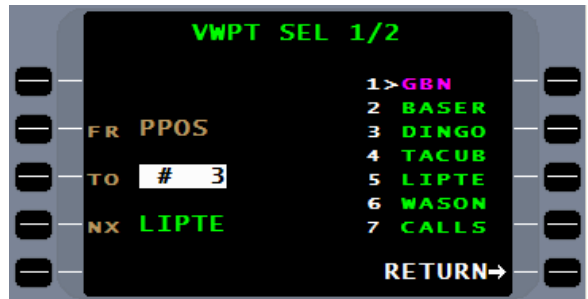 VWPT SEL 1/2
1>GBN
2 BASER
FR PPOS
3 DINGO
4 TACUB
TO # 3
5 LIPTE
6 WASON
NX LIPTE
7 CALLS
RETURN→